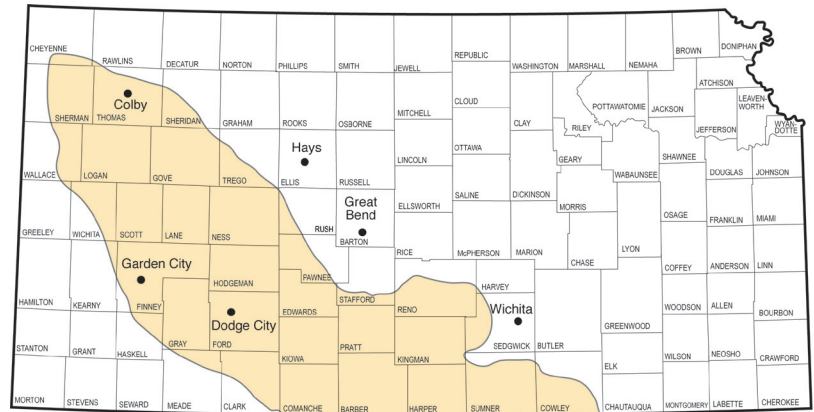 CHEYENNE
RAWLINS
DECATUR
NORTON
PHILLIPS
SMITH
JEWELL
REPUBLIC
WASHINGTON
MARSHALL
NEMAHA
BROWN
DONIPHAN
ATCHISON
Colby
SHERMAN
THOMAS
SHERIDAN
GRAHAM
ROOKS
OSBORNE
MITCHELL
CLOUD
CLAY
RILEY
POTTAWATOMIE
JACKSON
JEFFERSON
LEAVEN-
WORTH
WYAN-
DOTTE
Hays
WALLACE
LOGAN
GOVE
TREGO
ELLIS
RUSSELL
LINCOLN
OTTAWA
GEARY
WABAUNSEE
SHAWNEE
DOUGLAS
JOHNSON
Great
Bend
ELLSWORTH
SALINE
DICKINSON
MORRIS
GREELEY
WICHITA
SCOTT
LANE
NESS
RUSH
BARTON
RICE
McPHERSON
MARION
CHASE
LYON
OSAGE
FRANKLIN
MIAMI
Garden City
HODGEMAN
PAWNEE
STAFFORD
RENO
HARVEY
COFFEY
ANDERSON
LINN
HAMILTON
KEARNY
FINNEY
Dodge City
EDWARDS
Wichita
GREENWOOD
WOODSON
ALLEN
BOURBON
STANTON
GRANT
HASKELL
GRAY
FORD
KIOWA
PRATT
KINGMAN
SEDGWICK
BUTLER
ELK
WILSON
NEOSHO
CRAWFORD
MORTON
STEVENS
SEWARD
MEADE
CLARK
COMANCHE
BARBER
HARPER
SUMNER
COWLEY
CHAUTAUQUA
MONTGOMERY
LABETTE
CHEROKEE